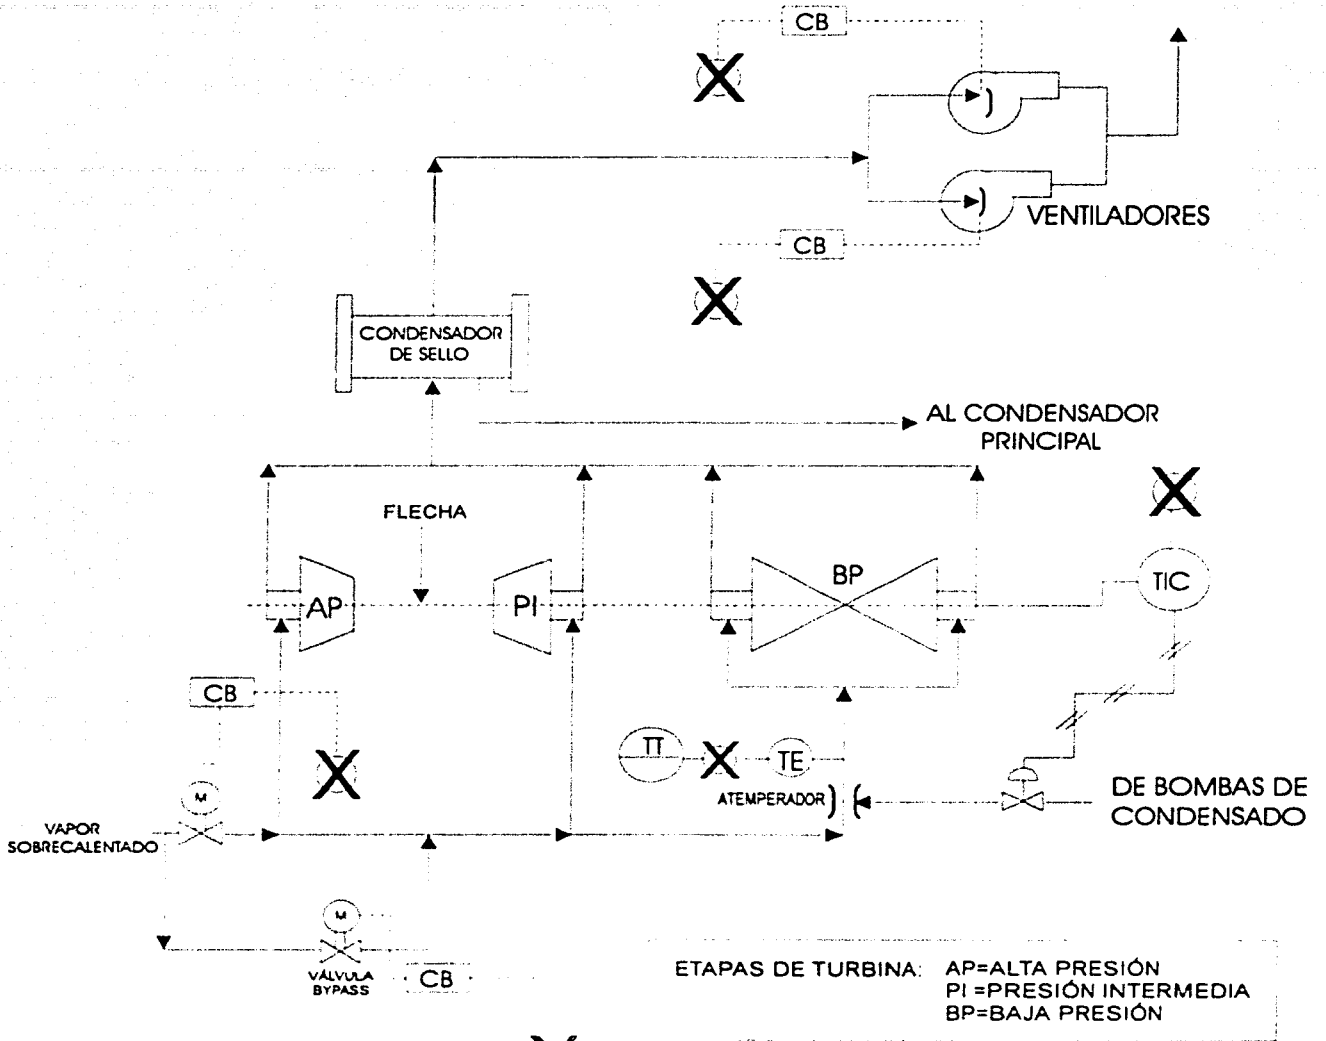 CB
VENTILADORES
CB
CONDENSADOR
DE SELLO
AL CONDENSADOR
PRINCIPAL
FLECHA
AP
PI
BP
TIC
CB
TT
TE
M
ATEMPERADOR
DE BOMBAS DE
CONDENSADO
VAPOR
SOBRECALENTADO
M
VÁLVULA
BYPASS
CB
ETAPAS DE TURBINA: AP=ALTA PRESIÓN
PI =PRESIÓN INTERMEDIA
BP=BAJA PRESIÓN